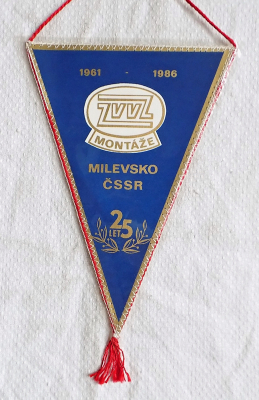 1961 - 1986
ZVVZ
MONTÁŽE
MILEVSKO
ČSSR
25
LET